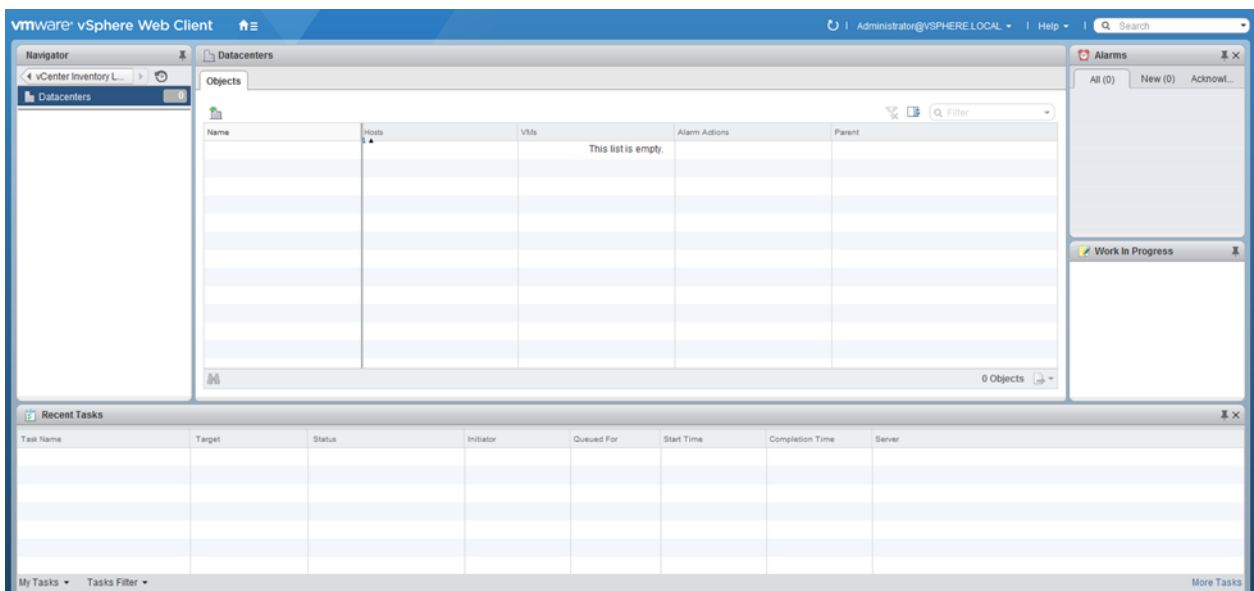 vmware® vSphere Web Client
Administrator@VSPHERE.LOCAL
Help
Search
Navigator
vCenter Inventory L...
Datacenters
0
Datacenters
Objects
Filter
Name Hosts VMs Alarm Actions Parent
1
This list is empty.
0 Objects
Alarms
All (0) New (0) Acknowl...
Work In Progress
Recent Tasks
Task Name Target Status Initiator Queued For Start Time Completion Time Server
My Tasks Tasks Filter More Tasks